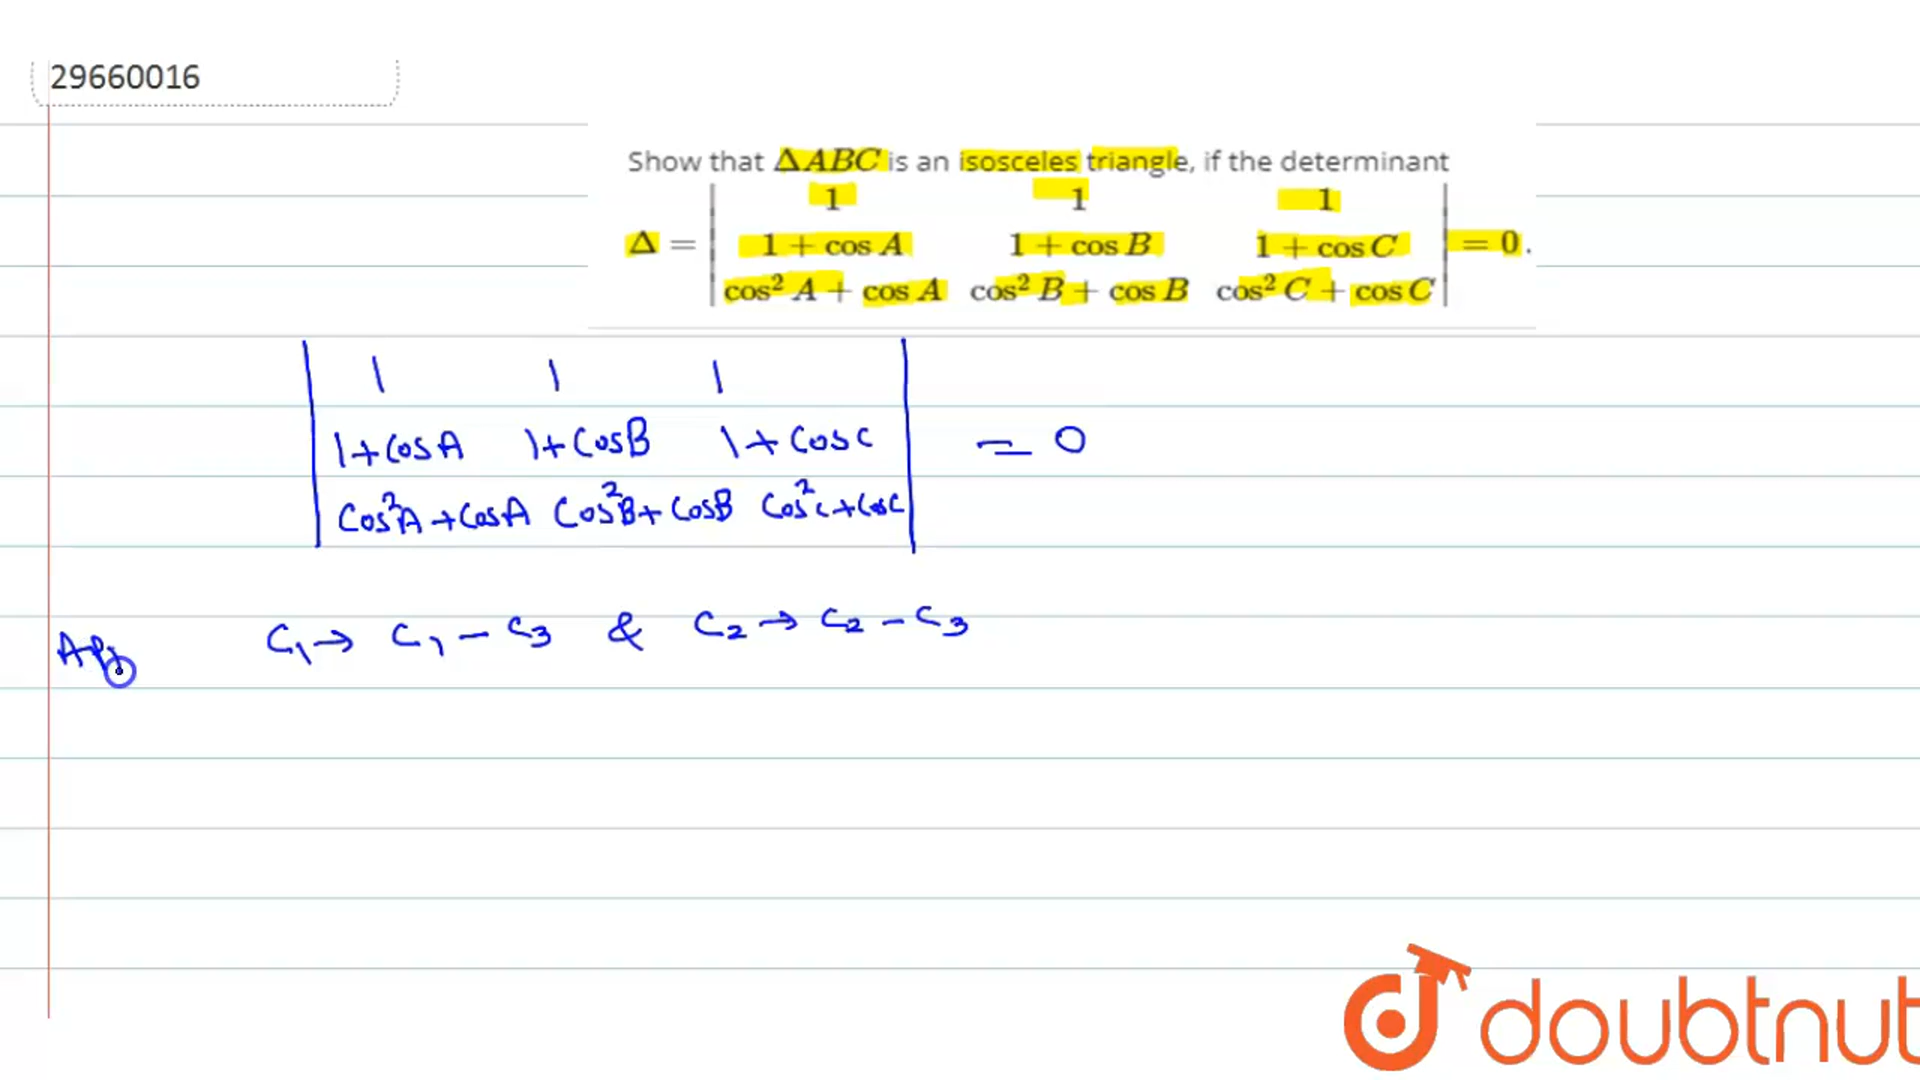 29660016
Show that ΔABC is an isosceles triangle, if the determinant
Δ = | 1 1 1 |
| 1 + cos A 1 + cos B 1 + cos C | = 0.
| cos² A + cos A cos² B + cos B cos² C + cos C |
| 1 1 1 |
| 1+cosA 1+cosB 1+cosC | = 0
| cos²A+cosA cos²B+cosB cos²C+cosC |
C₁→ C₁-C₃ & C₂→ C₂-C₃
doubtnut